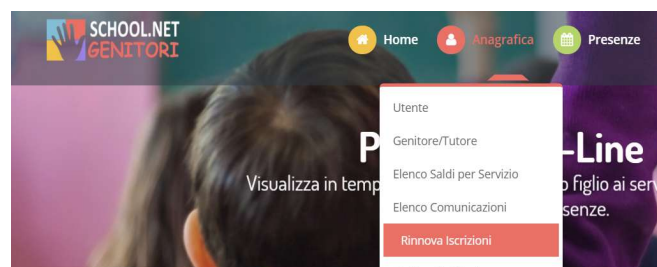 SCHOOL.NET
GENITORI
Home Anagrafica Presenze
Utente
Genitore/Tutore
P -Line
Elenco Saldi per Servizio
Visualizza in temp figlio ai ser
Elenco Comunicazioni
senze.
Rinnova Iscrizioni